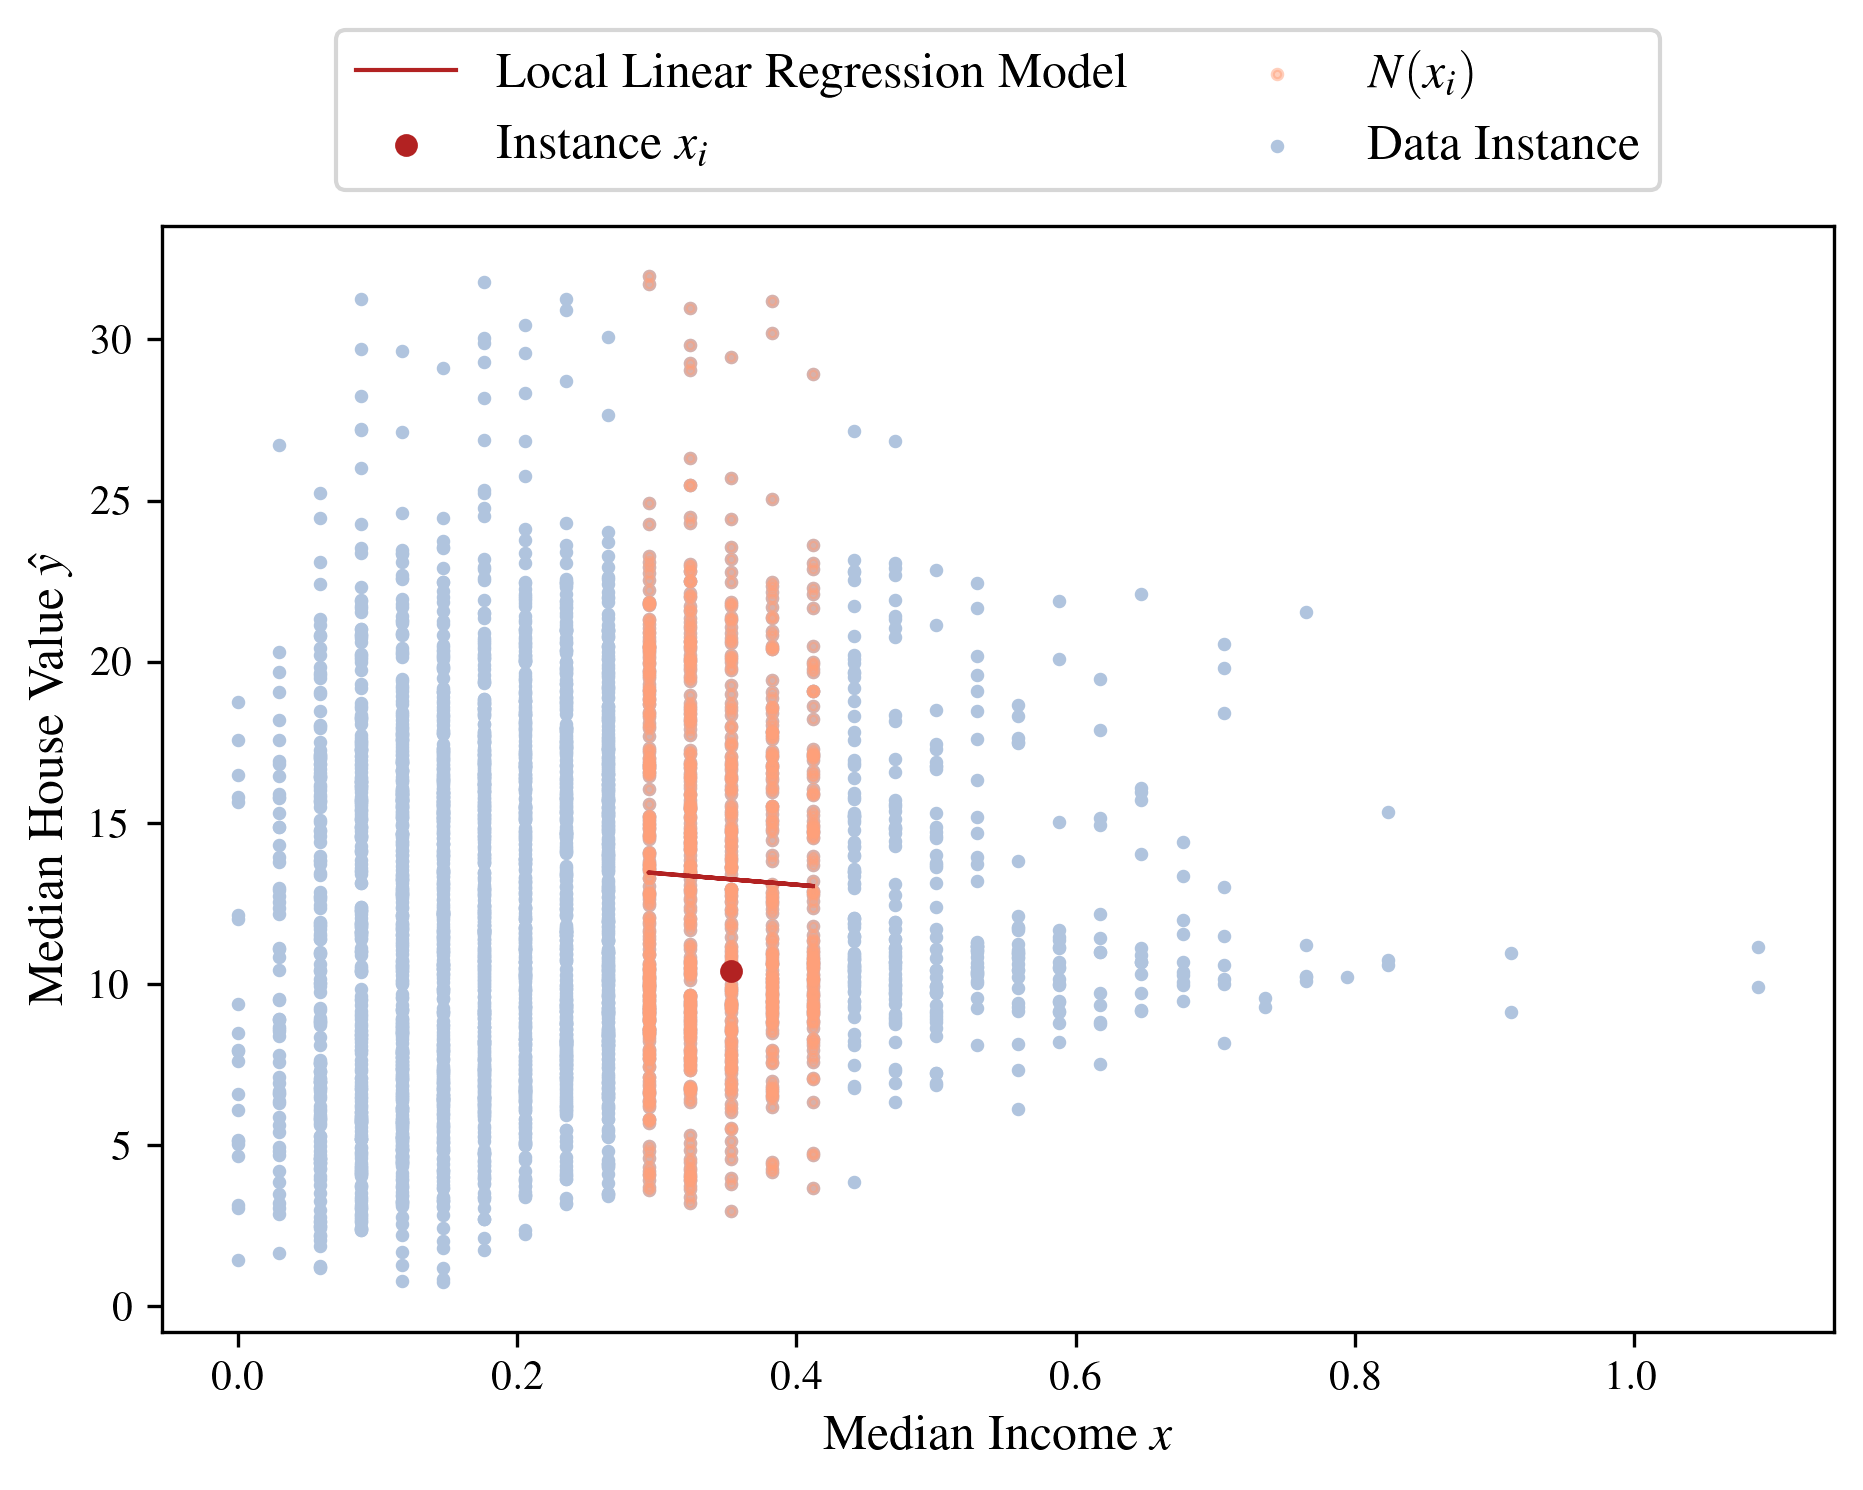 Local Linear Regression Model
Instance $x_i$
$N(x_i)$
Data Instance
Median House Value $\hat{y}$
30
25
20
15
10
5
0
0.0 0.2 0.4 0.6 0.8 1.0
Median Income $x$